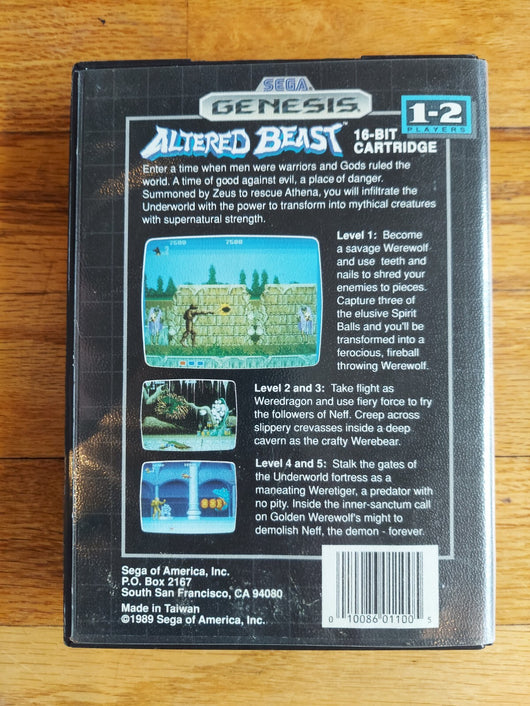 SEGA
GENESIS
1-2
PLAYERS
ALTERED BEAST™
16-BIT
CARTRIDGE
Enter a time when men were warriors and Gods ruled the
world. A time of good against evil, a place of danger.
Summoned by Zeus to rescue Athena, you will infiltrate the
Underworld with the power to transform into mythical creatures
with supernatural strength.
7500 7500
Level 1: Become
a savage Werewolf
and use teeth and
nails to shred your
enemies to pieces.
Capture three of
the elusive Spirit
Balls and you'll be
transformed into a
ferocious, fireball
throwing Werewolf.
Level 2 and 3: Take flight as
Weredragon and use fiery force to fry
the followers of Neff. Creep across
slippery crevasses inside a deep
cavern as the crafty Werebear.
Level 4 and 5: Stalk the gates of
the Underworld fortress as a
maneating Weretiger, a predator with
no pity. Inside the inner-sanctum call
on Golden Werewolf's might to
demolish Neff, the demon - forever.
Sega of America, Inc.
P.O. Box 2167
South San Francisco, CA 94080
Made in Taiwan
©1989 Sega of America, Inc.
0 10086 01100 5